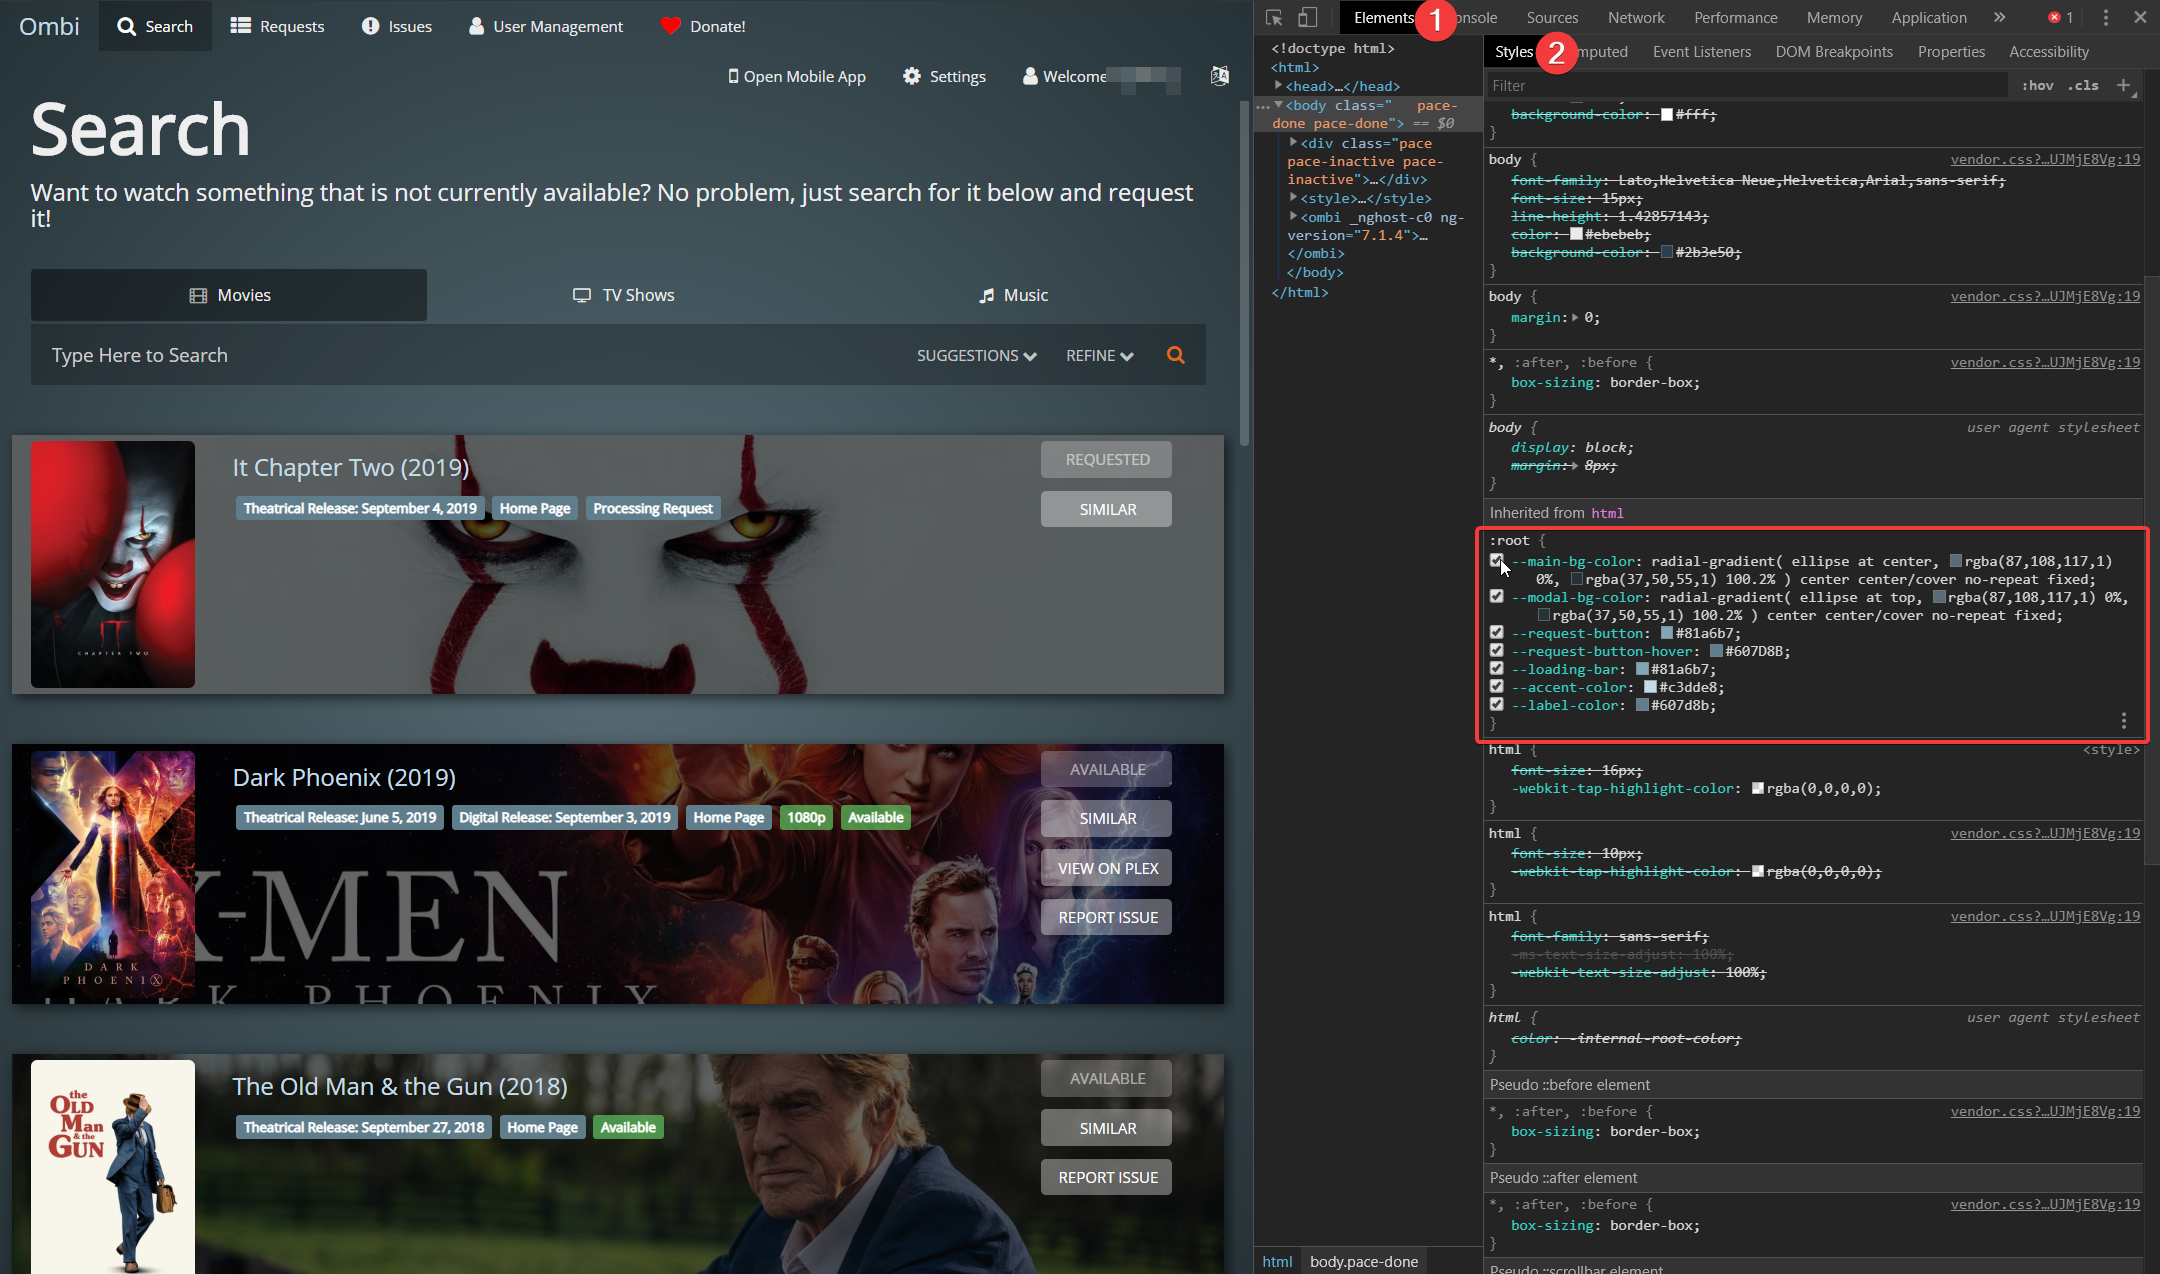 Ombi
Search
Requests
Issues
User Management
Donate!
Open Mobile App
Settings
Welcome
Search
Want to watch something that is not currently available? No problem, just search for it below and request
it!
Movies
TV Shows
Music
Type Here to Search
SUGGESTIONS
REFINE
It Chapter Two (2019)
Theatrical Release: September 4, 2019
Home Page
Processing Request
REQUESTED
SIMILAR
IT
CHAPTER TWO
Dark Phoenix (2019)
Theatrical Release: June 5, 2019
Digital Release: September 3, 2019
Home Page
1080p
Available
AVAILABLE
SIMILAR
VIEW ON PLEX
REPORT ISSUE
X-MEN
DARK PHOENIX
DARK
PHOENIX
The Old Man & the Gun (2018)
Theatrical Release: September 27, 2018
Home Page
Available
AVAILABLE
SIMILAR
REPORT ISSUE
the
OLD
Man
& the
GUN
Elements
1
onsole
Sources
Network
Performance
Memory
Application
»
1
<!doctype html>
<html>
<head>…</head>
… <body class="   pace-
done pace-done"> == $0
<div class="pace
pace-inactive pace-
inactive">…</div>
<style>…</style>
<ombi _nghost-c0 ng-
version="7.1.4">…
</ombi>
</body>
</html>
html
body.pace-done
Styles
2
mputed
Event Listeners
DOM Breakpoints
Properties
Accessibility
Filter
:hov
.cls
+
background-color: #fff;
}
body {
vendor.css?…UJMjE8Vg:19
font-family: Lato,Helvetica Neue,Helvetica,Arial,sans-serif;
font-size: 15px;
line-height: 1.42857143;
color: #ebebeb;
background-color: #2b3e50;
}
body {
vendor.css?…UJMjE8Vg:19
margin: 0;
}
*, :after, :before {
vendor.css?…UJMjE8Vg:19
box-sizing: border-box;
}
body {
user agent stylesheet
display: block;
margin: 8px;
}
Inherited from html
:root {
--main-bg-color: radial-gradient( ellipse at center, rgba(87,108,117,1)
0%, rgba(37,50,55,1) 100.2% ) center center/cover no-repeat fixed;
--modal-bg-color: radial-gradient( ellipse at top, rgba(87,108,117,1) 0%,
rgba(37,50,55,1) 100.2% ) center center/cover no-repeat fixed;
--request-button: #81a6b7;
--request-button-hover: #607D8B;
--loading-bar: #81a6b7;
--accent-color: #c3dde8;
--label-color: #607d8b;
}
html {
<style>
font-size: 16px;
-webkit-tap-highlight-color: rgba(0,0,0,0);
}
html {
vendor.css?…UJMjE8Vg:19
font-size: 10px;
-webkit-tap-highlight-color: rgba(0,0,0,0);
}
html {
vendor.css?…UJMjE8Vg:19
font-family: sans-serif;
-ms-text-size-adjust: 100%;
-webkit-text-size-adjust: 100%;
}
html {
user agent stylesheet
color: -internal-root-color;
}
Pseudo ::before element
*, :after, :before {
vendor.css?…UJMjE8Vg:19
box-sizing: border-box;
}
Pseudo ::after element
*, :after, :before {
vendor.css?…UJMjE8Vg:19
box-sizing: border-box;
}
Pseudo ::scrollbar element